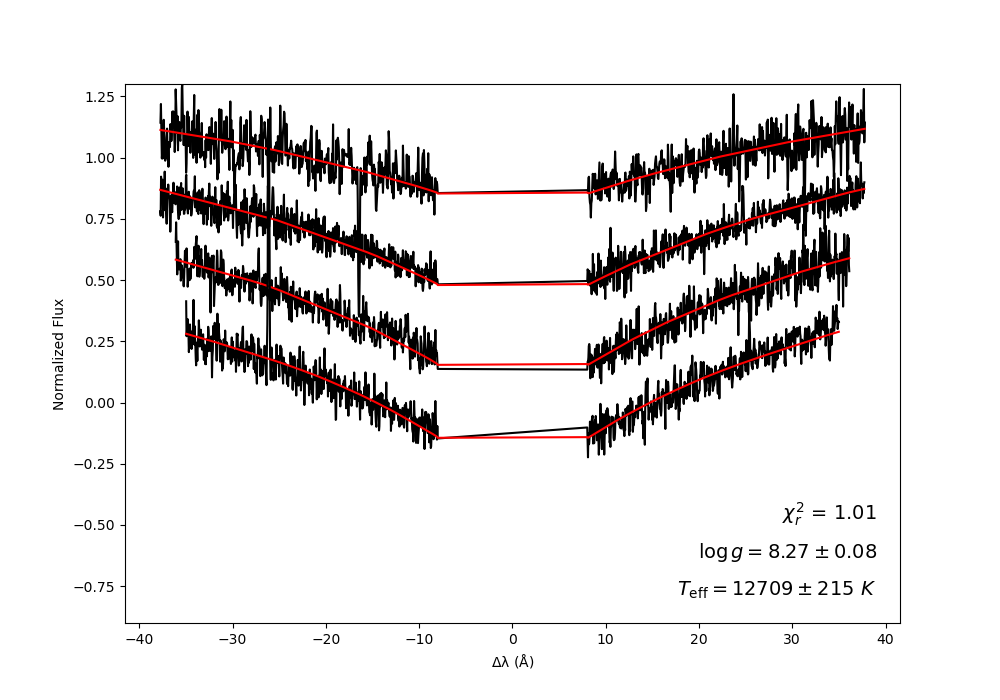 1.25
1.00
0.75
0.50
0.25
0.00
−0.25
−0.50
−0.75
Normalized Flux
χ²ᵣ = 1.01
log g = 8.27 ± 0.08
T_eff = 12709 ± 215 K
−40 −30 −20 −10 0 10 20 30 40
Δλ (Å)